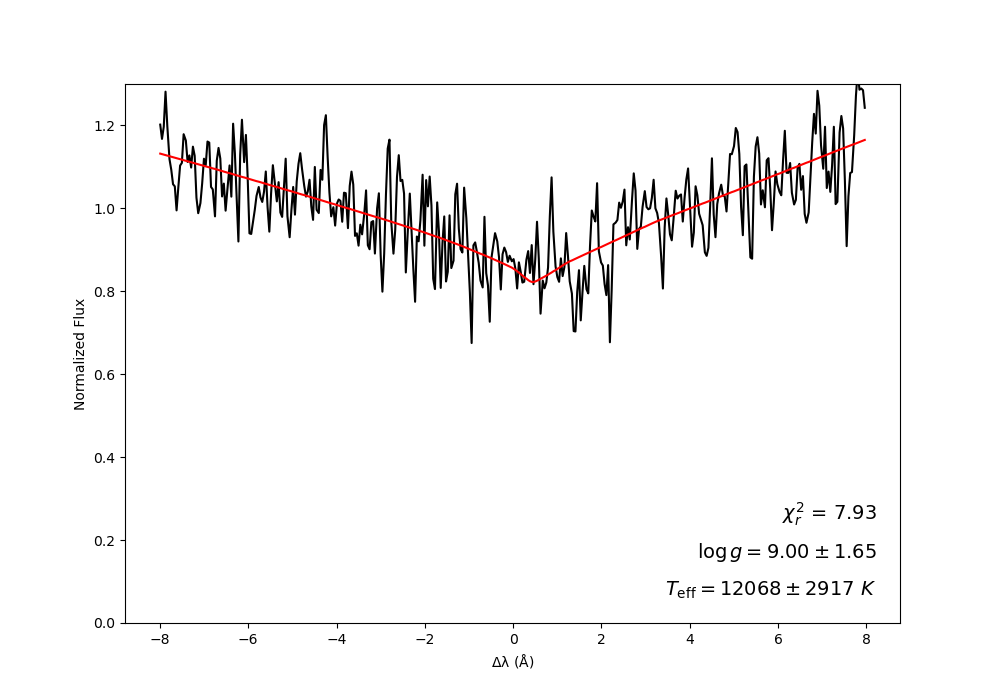 1.2
1.0
0.8
0.6
0.4
0.2
0.0
Normalized Flux
χ²ᵣ = 7.93
log g = 9.00 ± 1.65
T_eff = 12068 ± 2917 K
−8 −6 −4 −2 0 2 4 6 8
Δλ (Å)